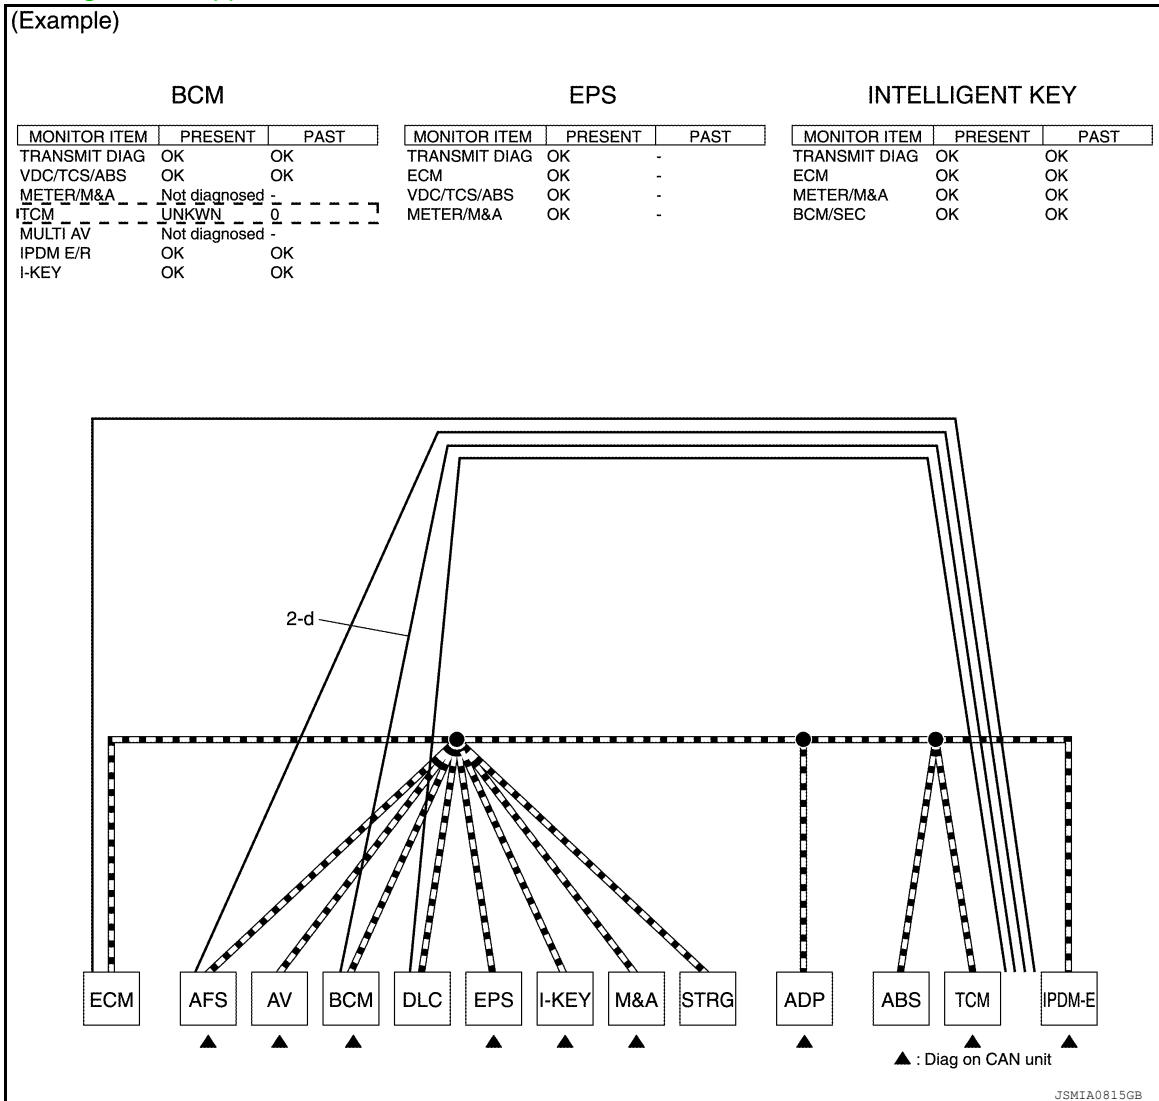 (Example)
BCM
MONITOR ITEM PRESENT PAST
TRANSMIT DIAG OK OK
VDC/TCS/ABS OK OK
METER/M&A Not diagnosed -
TCM UNKWN 0
MULTI AV Not diagnosed -
IPDM E/R OK OK
I-KEY OK OK
EPS
MONITOR ITEM PRESENT PAST
TRANSMIT DIAG OK -
ECM OK -
VDC/TCS/ABS OK -
METER/M&A OK -
INTELLIGENT KEY
MONITOR ITEM PRESENT PAST
TRANSMIT DIAG OK OK
ECM OK OK
METER/M&A OK OK
BCM/SEC OK OK
2-d
ECM AFS AV BCM DLC EPS I-KEY M&A STRG ADP ABS TCM IPDM-E
▲ : Diag on CAN unit
JSMIA0815GB